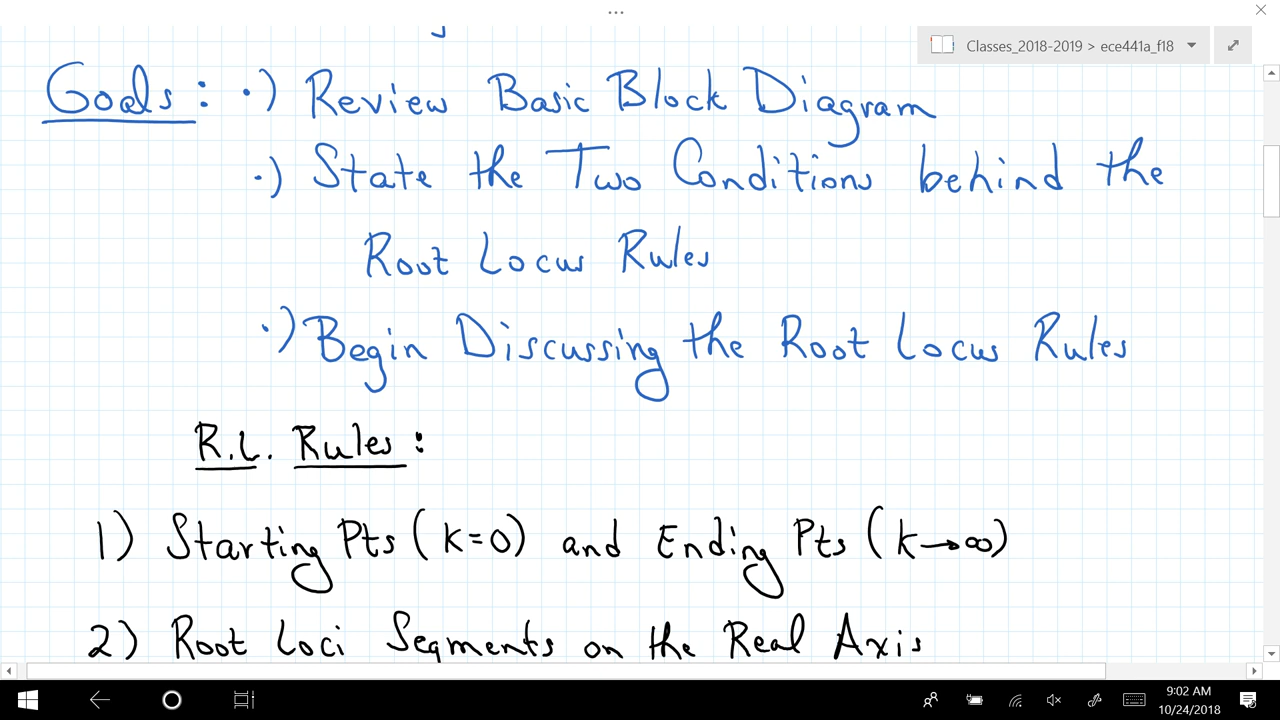 Classes_2018-2019 > ece441a_f18
Goals: ·) Review Basic Block Diagram
·) State the Two Conditions behind the
Root Locus Rules
·) Begin Discussing the Root Locus Rules
R.L. Rules:
1) Starting Pts (K=0) and Ending Pts (K→∞)
2) Root Loci Segments on the Real Axis
9:02 AM
10/24/2018